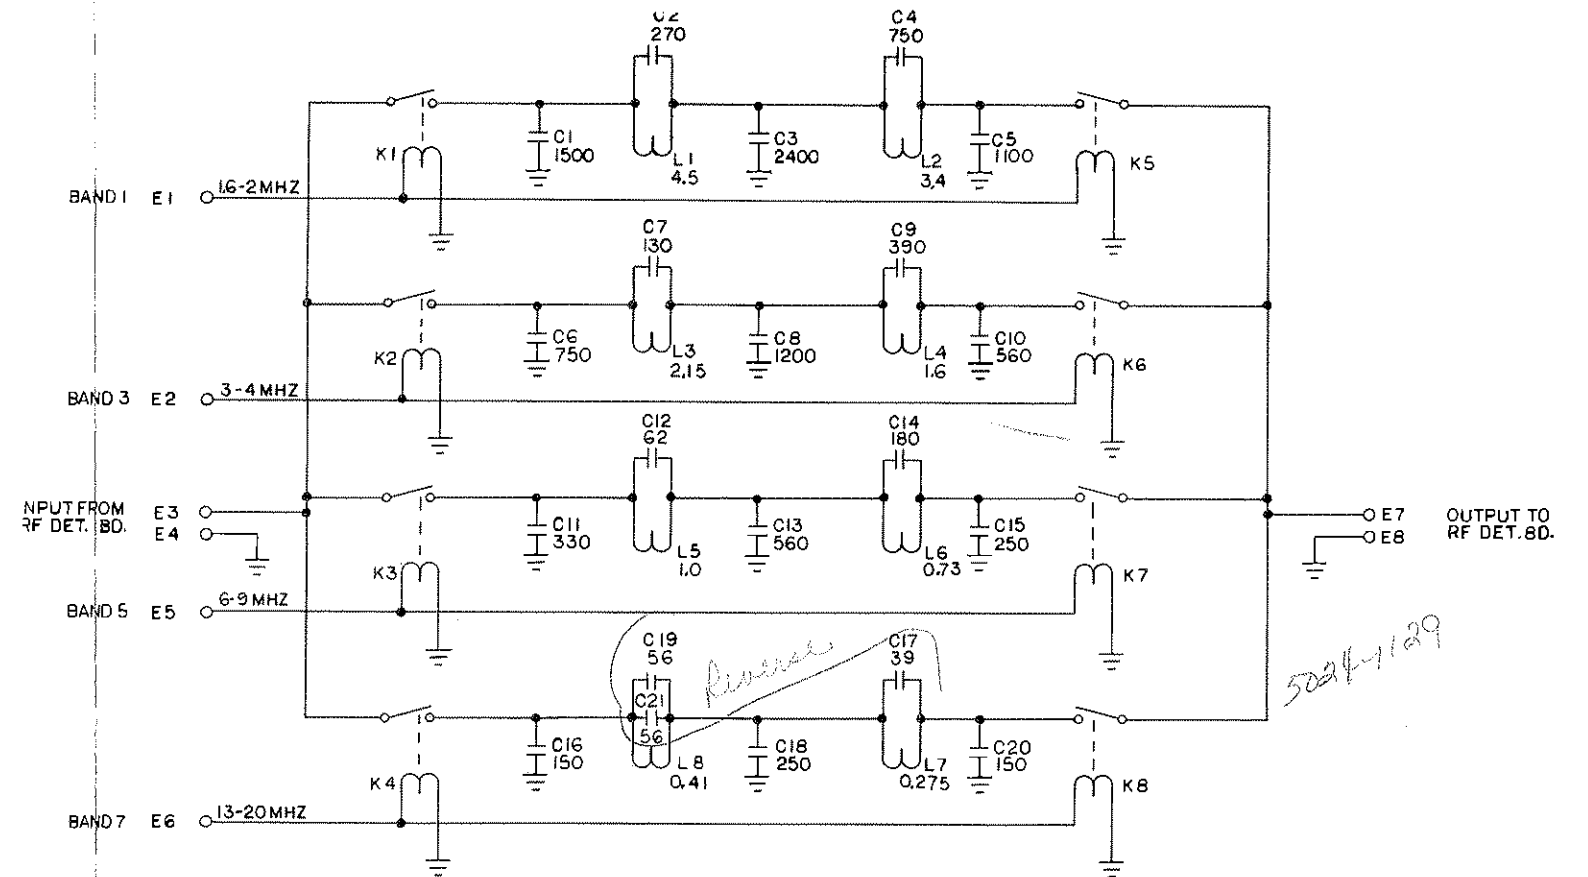 C2
270
C4
750
C1
1500
L1
4.5
C3
2400
L2
3.4
C5
1100
K1
K5
BAND 1 E1 1.6-2 MHZ
C7
130
C9
390
C6
750
L3
2.15
C8
1200
L4
1.6
C10
560
K2
K6
BAND 3 E2 3-4 MHZ
C12
62
C14
180
NPUT FROM
RF DET. BD.
E3
E4
C11
330
L5
1.0
C13
560
L6
0.73
C15
250
E7
E8
OUTPUT TO
RF DET. BD.
K3
K7
BAND 5 E5 6-9 MHZ
C19
56
Reverse
C17
39
C21
56
C16
150
L8
0.41
C18
250
L7
0.275
C20
150
K4
K8
BAND 7 E6 13-20 MHZ